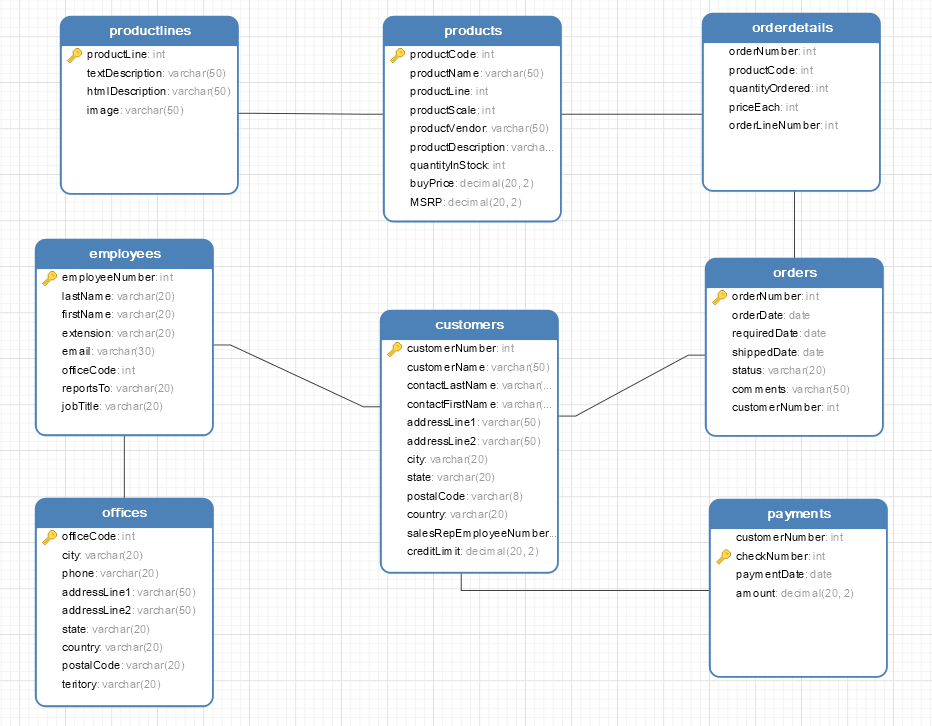 productlines
productLine: int
textDescription: varchar(50)
htmlDescription: varchar(50)
image: varchar(50)
products
productCode: int
productName: varchar(50)
productLine: int
productScale: int
productVendor: varchar(50)
productDescription: varcha...
quantityInStock: int
buyPrice: decimal(20, 2)
MSRP: decimal(20, 2)
orderdetails
orderNumber: int
productCode: int
quantityOrdered: int
priceEach: int
orderLineNumber: int
employees
employeeNumber: int
lastName: varchar(20)
firstName: varchar(20)
extension: varchar(20)
email: varchar(30)
officeCode: int
reportsTo: varchar(20)
jobTitle: varchar(20)
customers
customerNumber: int
customerName: varchar(50)
contactLastName: varchar(...
contactFirstName: varchar(...
addressLine1: varchar(50)
addressLine2: varchar(50)
city: varchar(20)
state: varchar(20)
postalCode: varchar(8)
country: varchar(20)
salesRepEmployeeNumber...
creditLimit: decimal(20, 2)
orders
orderNumber: int
orderDate: date
requiredDate: date
shippedDate: date
status: varchar(20)
comments: varchar(50)
customerNumber: int
offices
officeCode: int
city: varchar(20)
phone: varchar(20)
addressLine1: varchar(50)
addressLine2: varchar(50)
state: varchar(20)
country: varchar(20)
postalCode: varchar(20)
teritory: varchar(20)
payments
customerNumber: int
checkNumber: int
paymentDate: date
amount: decimal(20, 2)